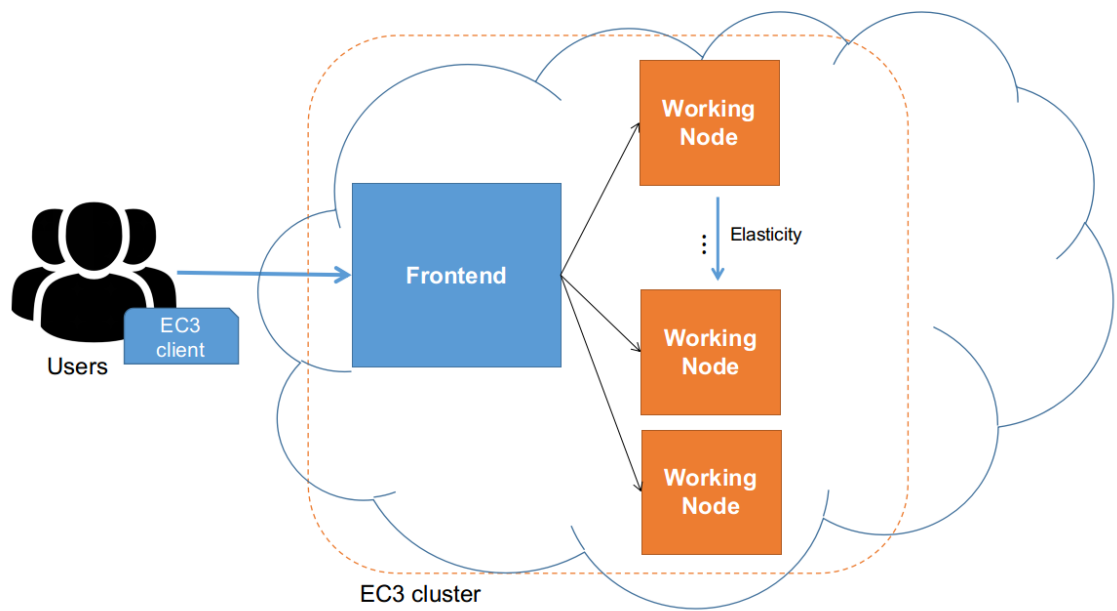 Working
Node
⋮
Elasticity
Frontend
EC3
client
Users
Working
Node
Working
Node
EC3 cluster